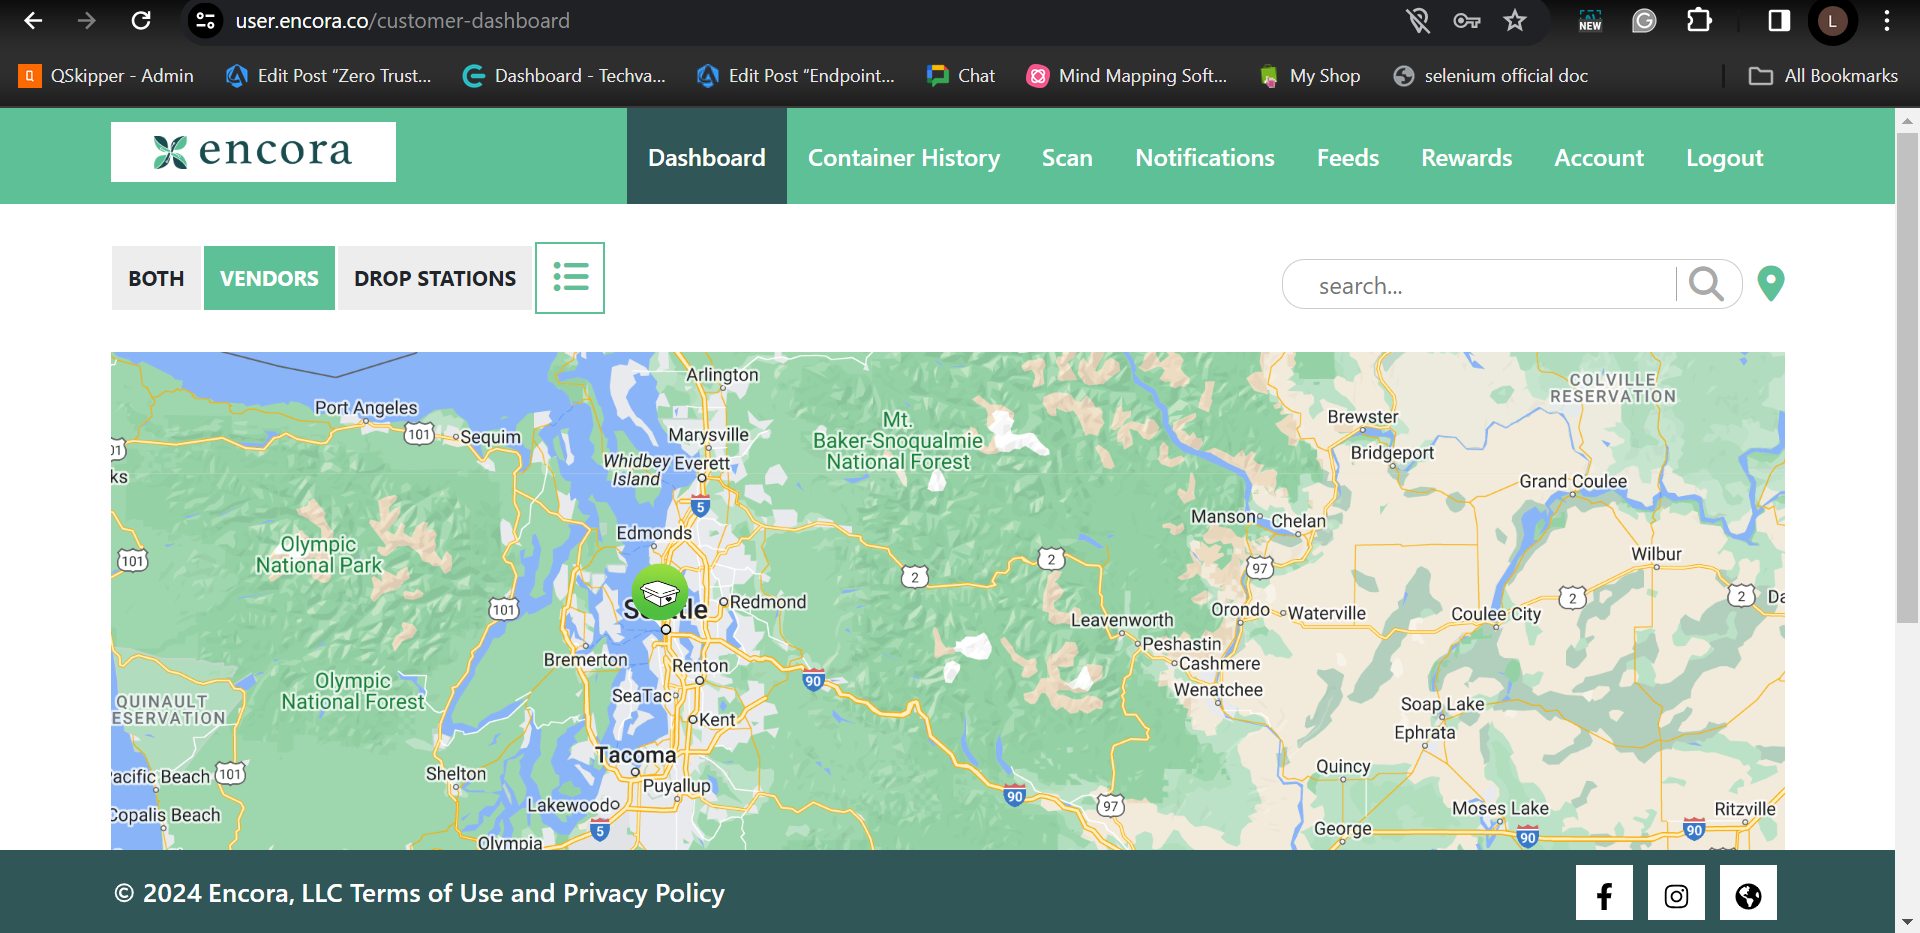 user.encora.co/customer-dashboard
NEW
L
QSkipper - Admin
Edit Post “Zero Trust...
Dashboard - Techva...
Edit Post “Endpoint...
Chat
Mind Mapping Soft...
My Shop
selenium official doc
All Bookmarks
encora
Dashboard
Container History
Scan
Notifications
Feeds
Rewards
Account
Logout
BOTH
VENDORS
DROP STATIONS
search...
Arlington
COLVILLE
RESERVATION
Port Angeles
101
Sequim
Marysville
Mt.
Baker-Snoqualmie
National Forest
Brewster
Bridgeport
Whidbey
Island
Everett
5
Grand Coulee
Manson
Chelan
Edmonds
Olympic
National Park
101
2
2
97
Wilbur
2
2
101
Redmond
Orondo
Waterville
Coulee City
Leavenworth
Peshastin
Cashmere
Wenatchee
Bremerton
Renton
90
SeaTac
Kent
Olympic
National Forest
QUINAULT
ESERVATION
Soap Lake
Ephrata
Tacoma
Quincy
acific Beach
101
Shelton
Puyallup
Lakewood
90
97
Moses Lake
Ritzville
Copalis Beach
5
George
90
90
Olympia
© 2024 Encora, LLC Terms of Use and Privacy Policy